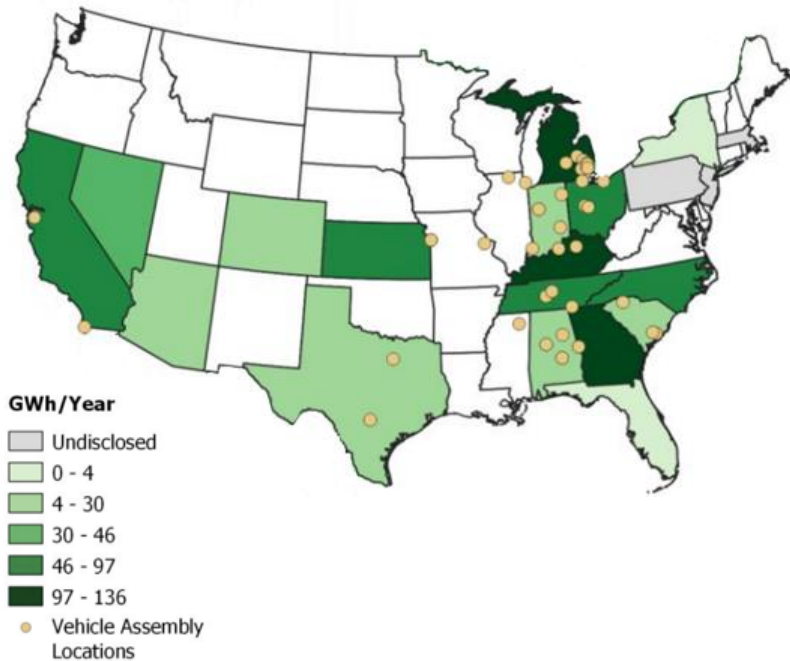 GWh/Year
Undisclosed
0 - 4
4 - 30
30 - 46
46 - 97
97 - 136
Vehicle Assembly
Locations